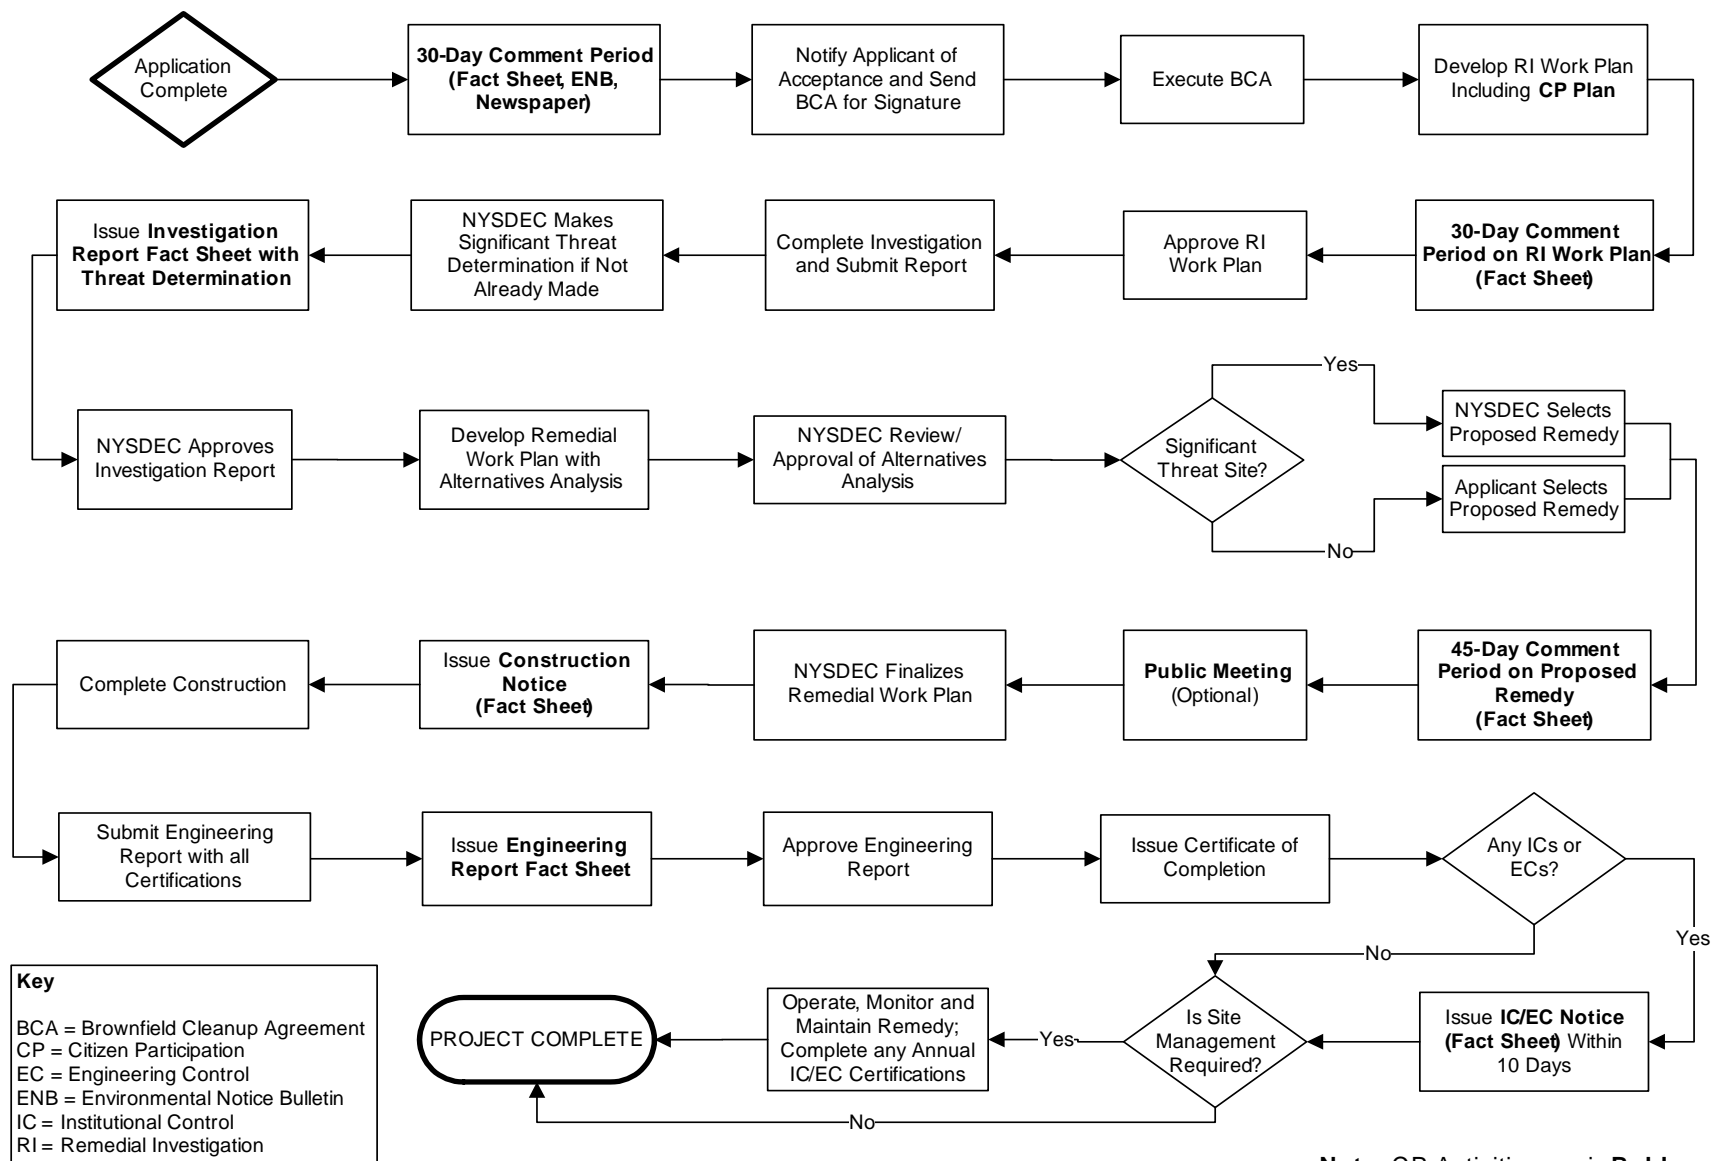 Application
Complete
30-Day Comment Period
(Fact Sheet, ENB,
Newspaper)
Notify Applicant of
Acceptance and Send
BCA for Signature
Execute BCA
Develop RI Work Plan
Including CP Plan
Issue Investigation
Report Fact Sheet with
Threat Determination
NYSDEC Makes
Significant Threat
Determination if Not
Already Made
Complete Investigation
and Submit Report
Approve RI
Work Plan
30-Day Comment
Period on RI Work Plan
(Fact Sheet)
NYSDEC Approves
Investigation Report
Develop Remedial
Work Plan with
Alternatives Analysis
NYSDEC Review/
Approval of Alternatives
Analysis
Significant
Threat Site?
Yes
No
NYSDEC Selects
Proposed Remedy
Applicant Selects
Proposed Remedy
Complete Construction
Issue Construction
Notice
(Fact Sheet)
NYSDEC Finalizes
Remedial Work Plan
Public Meeting
(Optional)
45-Day Comment
Period on Proposed
Remedy
(Fact Sheet)
Submit Engineering
Report with all
Certifications
Issue Engineering
Report Fact Sheet
Approve Engineering
Report
Issue Certificate of
Completion
Any ICs or
ECs?
Yes
No
Key
BCA = Brownfield Cleanup Agreement
CP = Citizen Participation
EC = Engineering Control
ENB = Environmental Notice Bulletin
IC = Institutional Control
RI = Remedial Investigation
PROJECT COMPLETE
Operate, Monitor and
Maintain Remedy;
Complete any Annual
IC/EC Certifications
Yes
Is Site
Management
Required?
Issue IC/EC Notice
(Fact Sheet) Within
10 Days
No